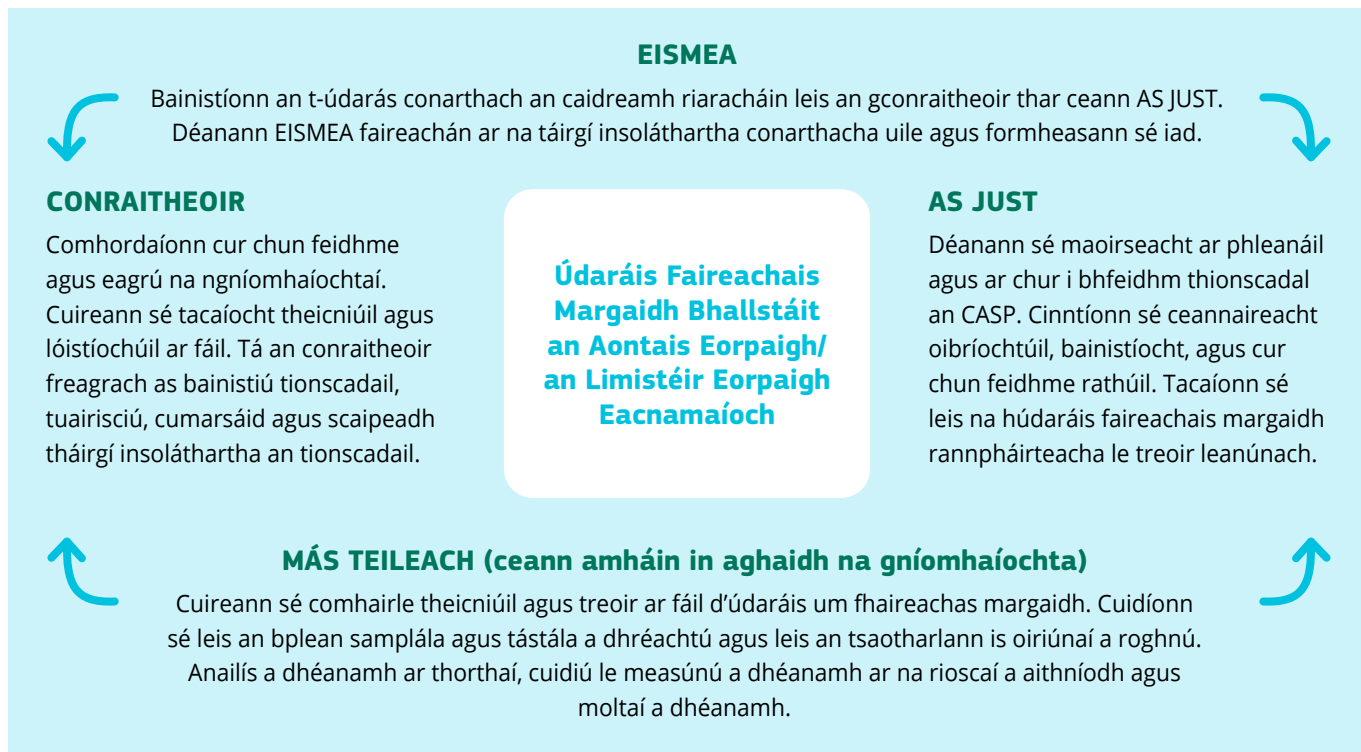 EISMEA
Bainistíonn an t-údarás conarthach an caidreamh riaracháin leis an gconraitheoir thar ceann AS JUST.
Déanann EISMEA faireachán ar na táirgí insoláthartha conarthacha uile agus formheasann sé iad.
CONRAITHEOIR
Comhordaíonn cur chun feidhme
agus eagrú na ngníomhaíochtaí.
Cuireann sé tacaíocht theicniúil agus
lóistíochúil ar fáil. Tá an conraitheoir
freagrach as bainistiú tionscadail,
tuairisciú, cumarsáid agus scaipeadh
tháirgí insoláthartha an tionscadail.
Údaráis Faireachais
Margaidh Bhallstáit
an Aontais Eorpaigh/
an Limistéir Eorpaigh
Eacnamaíoch
AS JUST
Déanann sé maoirseacht ar phleanáil
agus ar chur i bhfeidhm thionscadal
an CASP. Cinntíonn sé ceannaireacht
oibríochtúil, bainistíocht, agus cur
chun feidhme rathúil. Tacaíonn sé
leis na húdaráis faireachais margaidh
rannpháirteacha le treoir leanúnach.
MÁS TEILEACH (ceann amháin in aghaidh na gníomhaíochta)
Cuireann sé comhairle theicniúil agus treoir ar fáil d’údaráis um fhaireachas margaidh. Cuidíonn
sé leis an bplean samplála agus tástála a dhréachtú agus leis an tsaotharlann is oiriúnaí a roghnú.
Anailís a dhéanamh ar thorthaí, cuidiú le measúnú a dhéanamh ar na rioscaí a aithníodh agus
moltaí a dhéanamh.